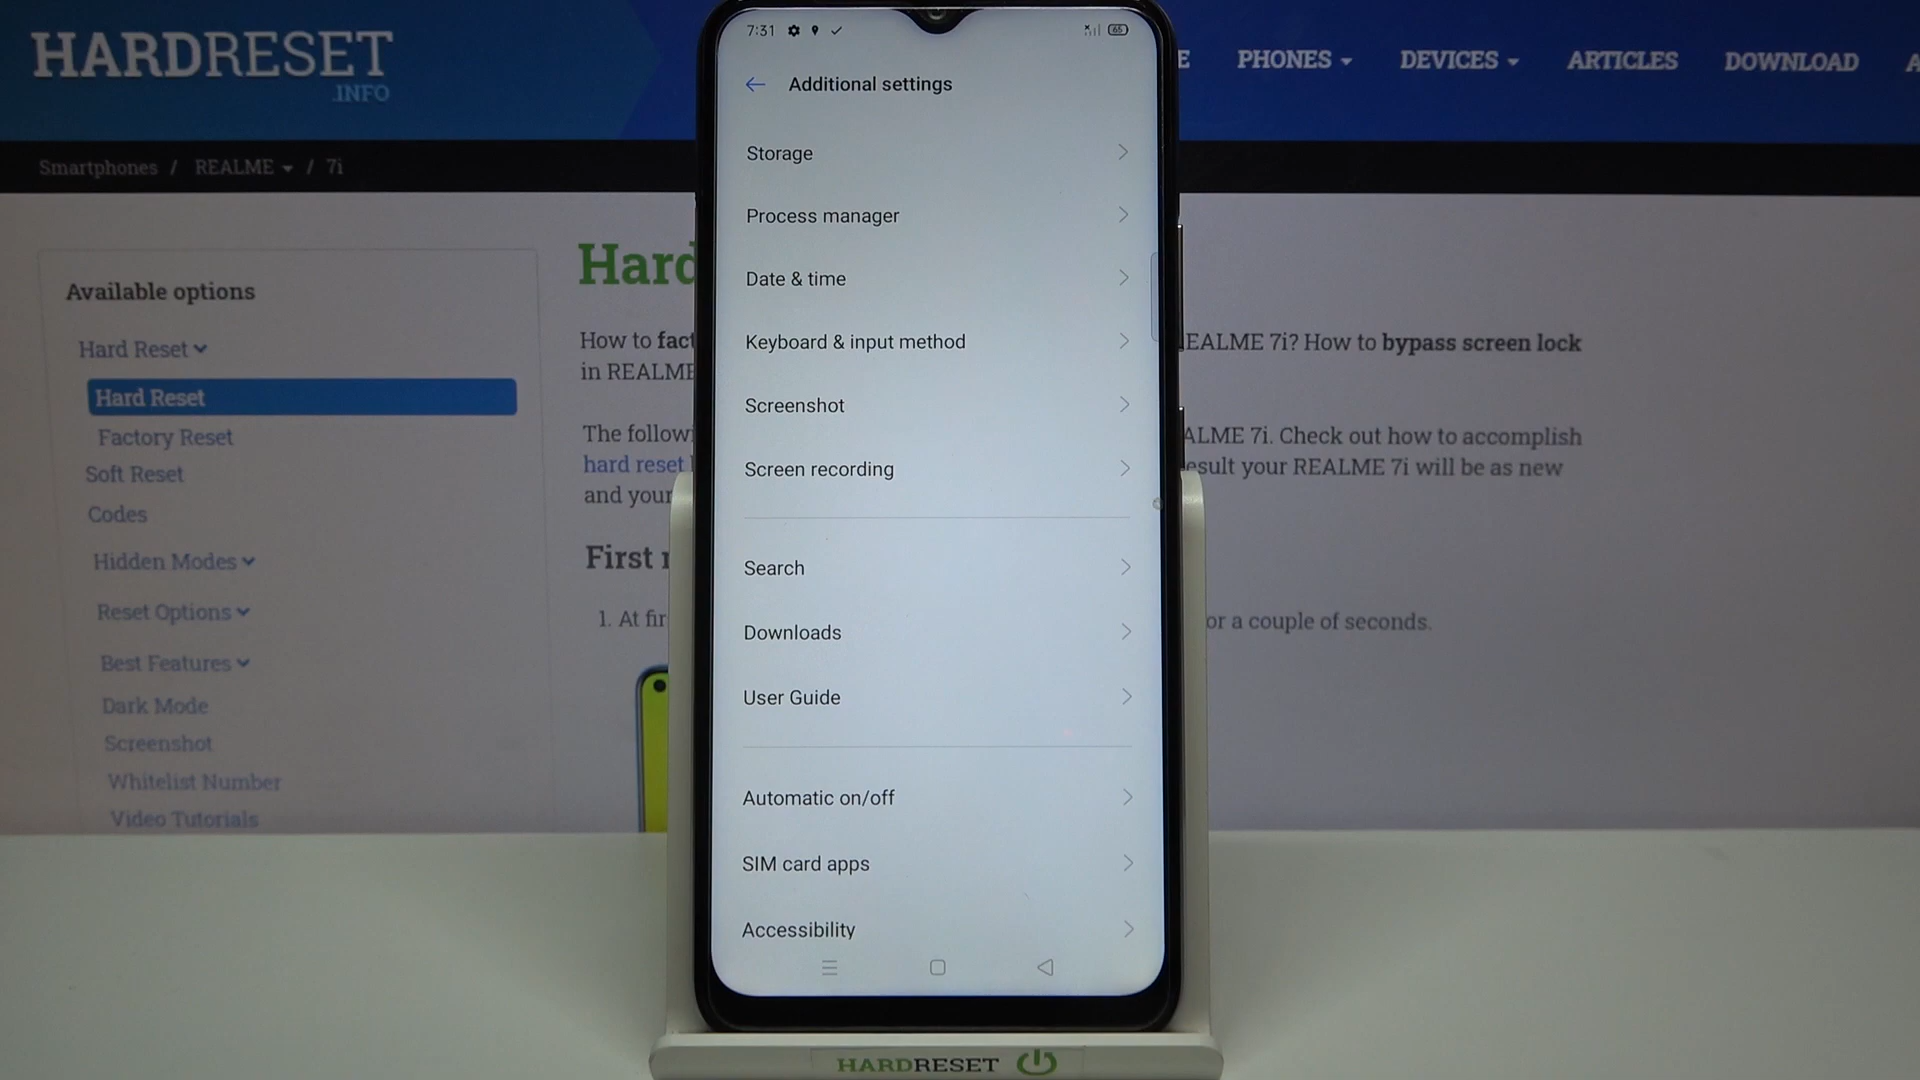 HARDRESET
.INFO
PHONES
DEVICES
ARTICLES
DOWNLOAD
Smartphones / REALME / 7i
Available options
Hard Reset
Hard Reset
Factory Reset
Soft Reset
Codes
Hidden Modes
Reset Options
Best Features
Dark Mode
Screenshot
Whitelist Number
Video Tutorials
Hard
How to fact
EALME 7i? How to bypass screen lock
in REALME
The follow
ALME 7i. Check out how to accomplish
hard reset
esult your REALME 7i will be as new
and your
First
1. At fir
or a couple of seconds.
7:31
65
Additional settings
Storage
Process manager
Date & time
Keyboard & input method
Screenshot
Screen recording
Search
Downloads
User Guide
Automatic on/off
SIM card apps
Accessibility
HARDRESET